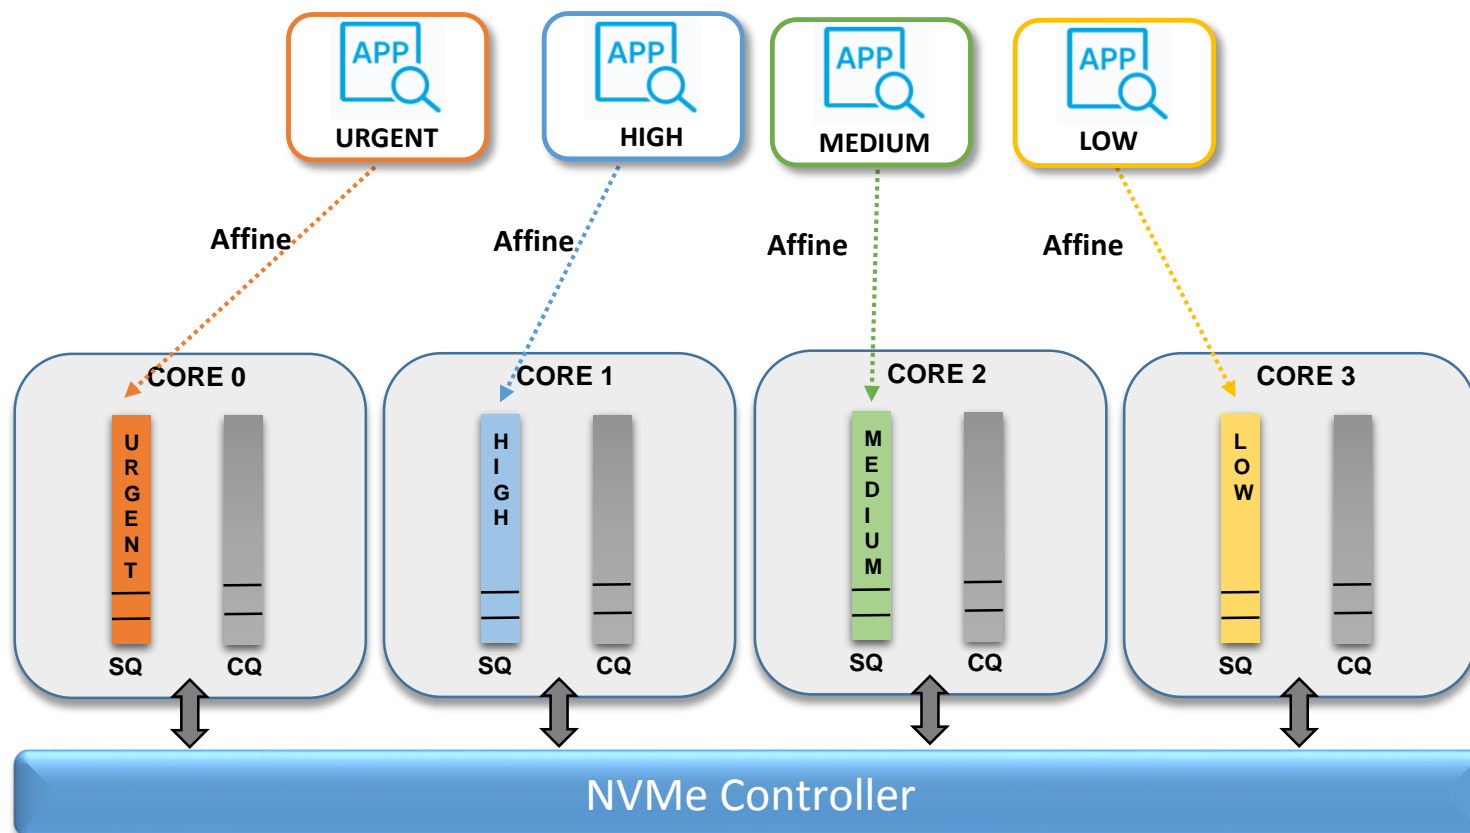 APP APP APP APP
URGENT HIGH MEDIUM LOW
Affine Affine Affine Affine
CORE 0 CORE 1 CORE 2 CORE 3
URGENT HIGH MEDIUM LOW
SQ CQ SQ CQ SQ CQ SQ CQ
NVMe Controller